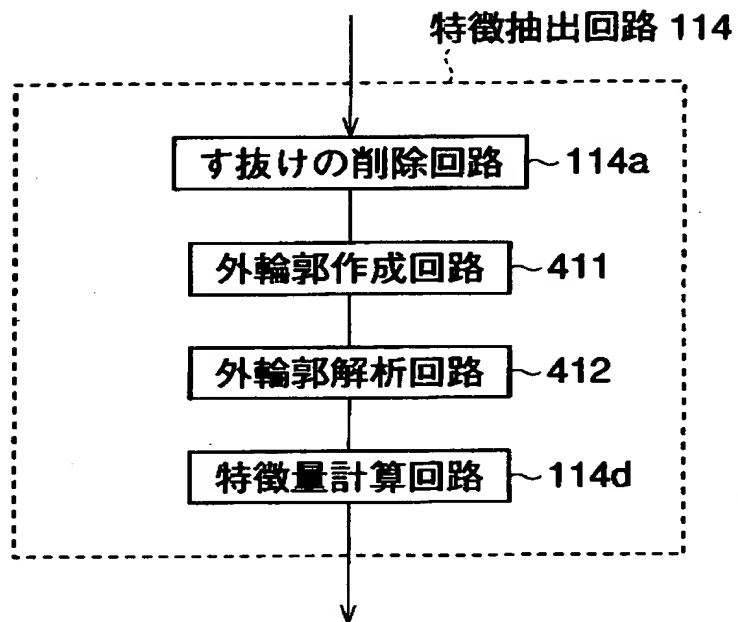 特徴抽出回路 114
す抜けの削除回路 114a
外輪郭作成回路 411
外輪郭解析回路 412
特徴量計算回路 114d